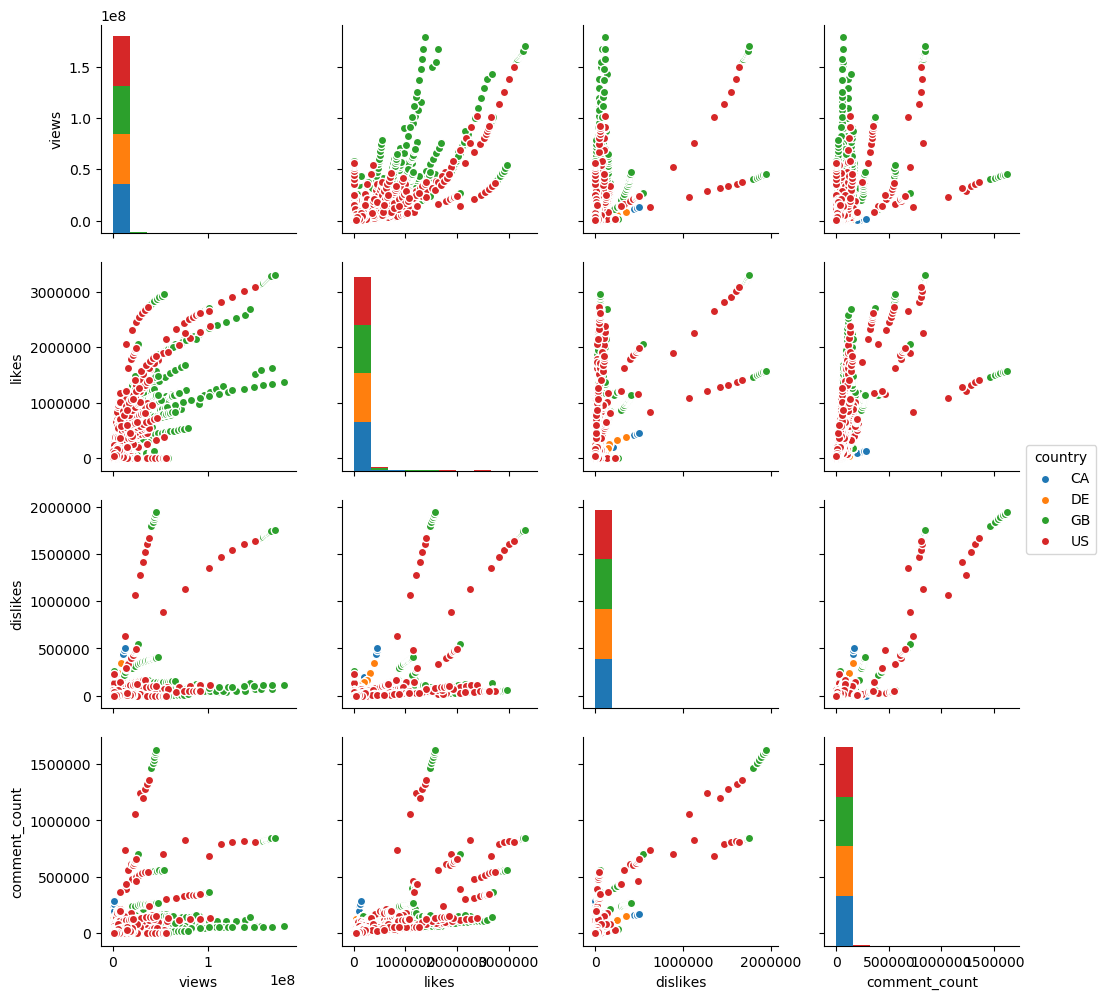 1e8
1.5
1.0
0.5
0.0
views
3000000
2000000
1000000
0
likes
country
CA
DE
GB
US
2000000
1500000
1000000
500000
0
dislikes
1500000
1000000
500000
0
comment_count
0 1 0 1000000 2000000 3000000 0 1000000 2000000 0 500000 1000000 1500000
1e8
views likes dislikes comment_count